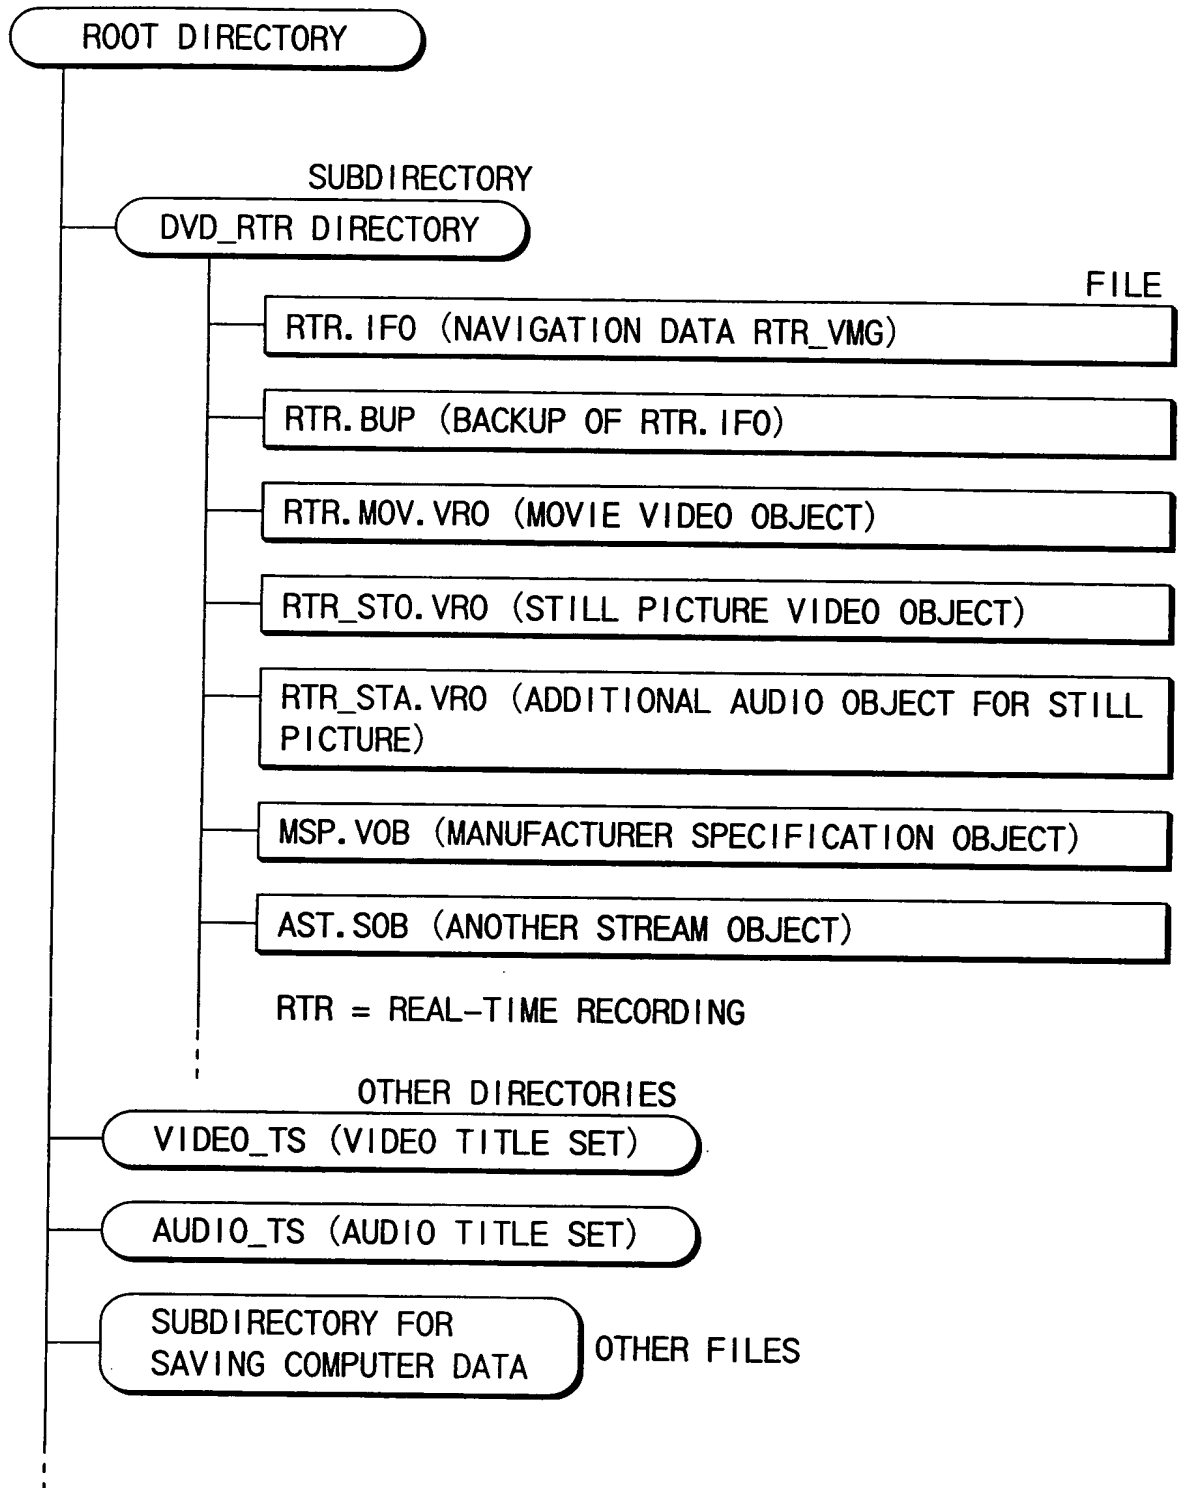 ROOT DIRECTORY
SUBDIRECTORY
DVD_RTR DIRECTORY
FILE
RTR.IFO (NAVIGATION DATA RTR_VMG)
RTR.BUP (BACKUP OF RTR.IFO)
RTR.MOV.VRO (MOVIE VIDEO OBJECT)
RTR_STO.VRO (STILL PICTURE VIDEO OBJECT)
RTR_STA.VRO (ADDITIONAL AUDIO OBJECT FOR STILL
PICTURE)
MSP.VOB (MANUFACTURER SPECIFICATION OBJECT)
AST.SOB (ANOTHER STREAM OBJECT)
RTR = REAL-TIME RECORDING
OTHER DIRECTORIES
VIDEO_TS (VIDEO TITLE SET)
AUDIO_TS (AUDIO TITLE SET)
SUBDIRECTORY FOR
SAVING COMPUTER DATA
OTHER FILES